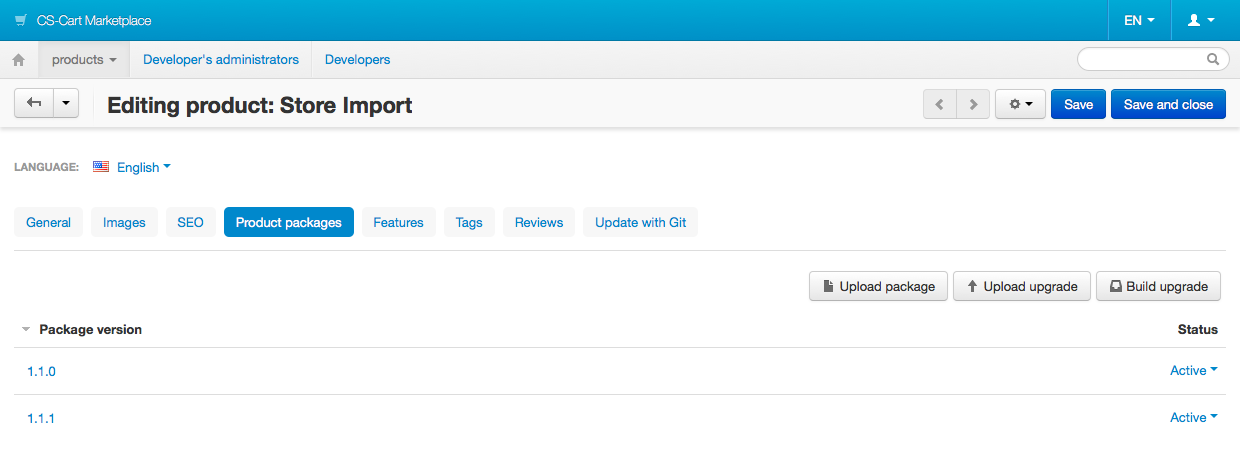 CS-Cart Marketplace EN
products Developer's administrators Developers
Editing product: Store Import Save Save and close
LANGUAGE: English
General Images SEO Product packages Features Tags Reviews Update with Git
Upload package Upload upgrade Build upgrade
Package version Status
1.1.0 Active
1.1.1 Active